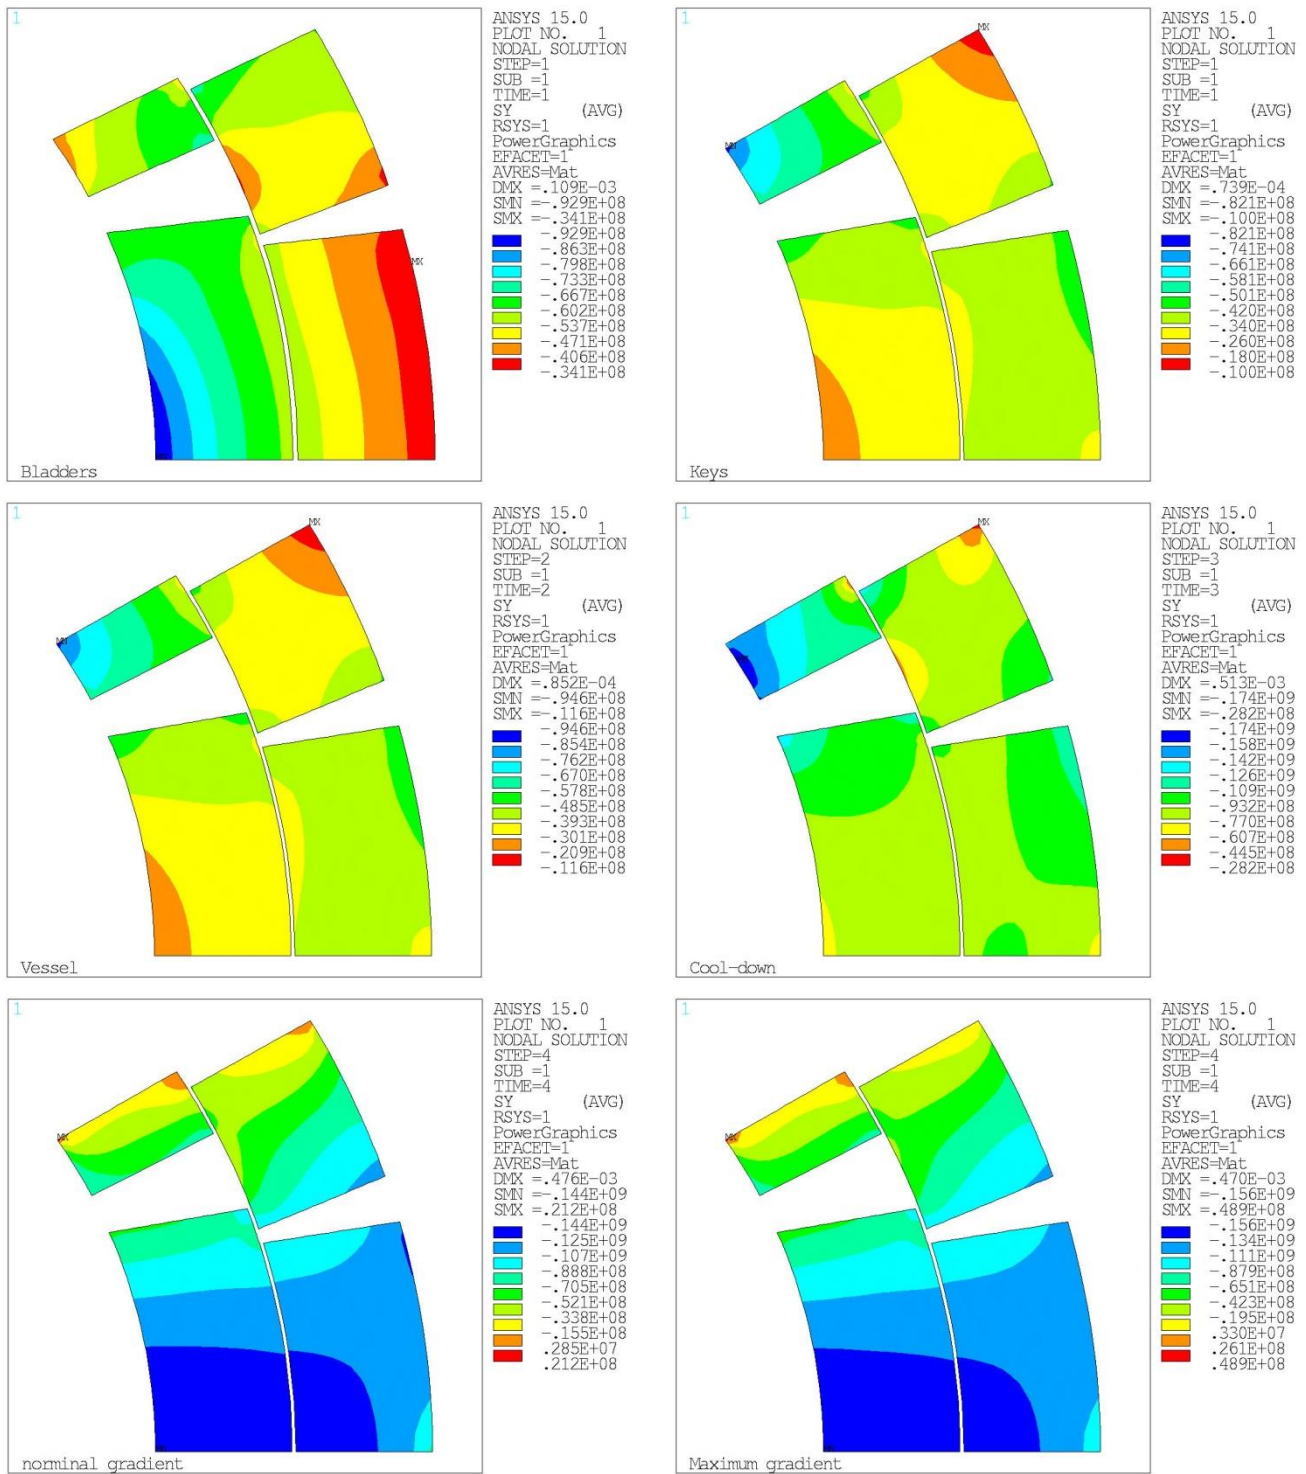 1
ANSYS 15.0
PLOT NO. 1
NODAL SOLUTION
STEP=1
SUB =1
TIME=1
SY (AVG)
RSYS=1
PowerGraphics
EFACET=1
AVRES=Mat
DMX =.109E-03
SMN =-.929E+08
SMX =-.341E+08
-.929E+08
-.863E+08
-.798E+08
-.733E+08
-.667E+08
-.602E+08
-.537E+08
-.471E+08
-.406E+08
-.341E+08
MX
Bladders
1
ANSYS 15.0
PLOT NO. 1
NODAL SOLUTION
STEP=1
SUB =1
TIME=1
SY (AVG)
RSYS=1
PowerGraphics
EFACET=1
AVRES=Mat
DMX =.739E-04
SMN =-.821E+08
SMX =-.100E+08
-.821E+08
-.741E+08
-.661E+08
-.581E+08
-.501E+08
-.420E+08
-.340E+08
-.260E+08
-.180E+08
-.100E+08
MX
MN
Keys
1
ANSYS 15.0
PLOT NO. 1
NODAL SOLUTION
STEP=2
SUB =1
TIME=2
SY (AVG)
RSYS=1
PowerGraphics
EFACET=1
AVRES=Mat
DMX =.852E-04
SMN =-.946E+08
SMX =-.116E+08
-.946E+08
-.854E+08
-.762E+08
-.670E+08
-.578E+08
-.485E+08
-.393E+08
-.301E+08
-.209E+08
-.116E+08
MX
MN
Vessel
1
ANSYS 15.0
PLOT NO. 1
NODAL SOLUTION
STEP=3
SUB =1
TIME=3
SY (AVG)
RSYS=1
PowerGraphics
EFACET=1
AVRES=Mat
DMX =.513E-03
SMN =-.174E+09
SMX =-.282E+08
-.174E+09
-.158E+09
-.142E+09
-.126E+09
-.109E+09
-.932E+08
-.770E+08
-.607E+08
-.445E+08
-.282E+08
MX
Cool-down
1
ANSYS 15.0
PLOT NO. 1
NODAL SOLUTION
STEP=4
SUB =1
TIME=4
SY (AVG)
RSYS=1
PowerGraphics
EFACET=1
AVRES=Mat
DMX =.476E-03
SMN =-.144E+09
SMX =.212E+08
-.144E+09
-.125E+09
-.107E+09
-.888E+08
-.705E+08
-.521E+08
-.338E+08
-.155E+08
.285E+07
.212E+08
MX
norminal gradient
1
ANSYS 15.0
PLOT NO. 1
NODAL SOLUTION
STEP=4
SUB =1
TIME=4
SY (AVG)
RSYS=1
PowerGraphics
EFACET=1
AVRES=Mat
DMX =.470E-03
SMN =-.156E+09
SMX =.489E+08
-.156E+09
-.134E+09
-.111E+09
-.879E+08
-.651E+08
-.423E+08
-.195E+08
.330E+07
.261E+08
.489E+08
MX
Maximum gradient